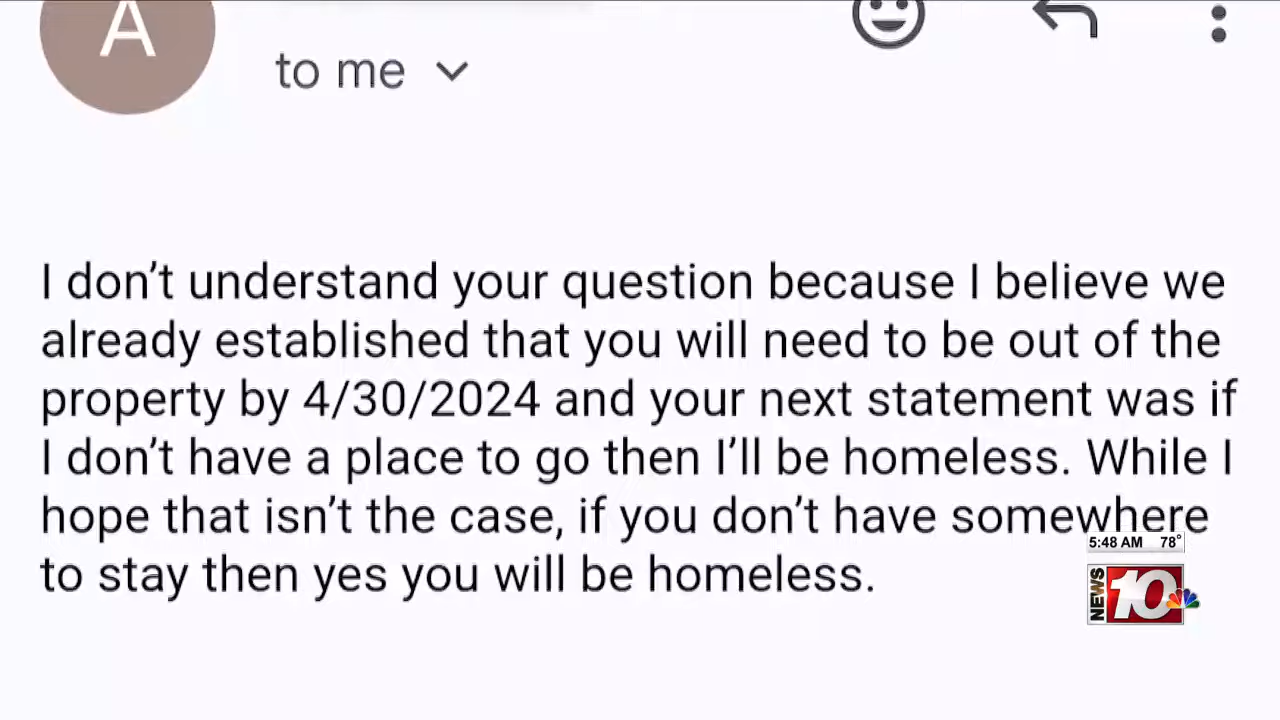 A
to me
I don’t understand your question because I believe we
already established that you will need to be out of the
property by 4/30/2024 and your next statement was if
I don’t have a place to go then I’ll be homeless. While I
hope that isn’t the case, if you don’t have somewhere
to stay then yes you will be homeless.
5:48 AM 78°
NEWS 10